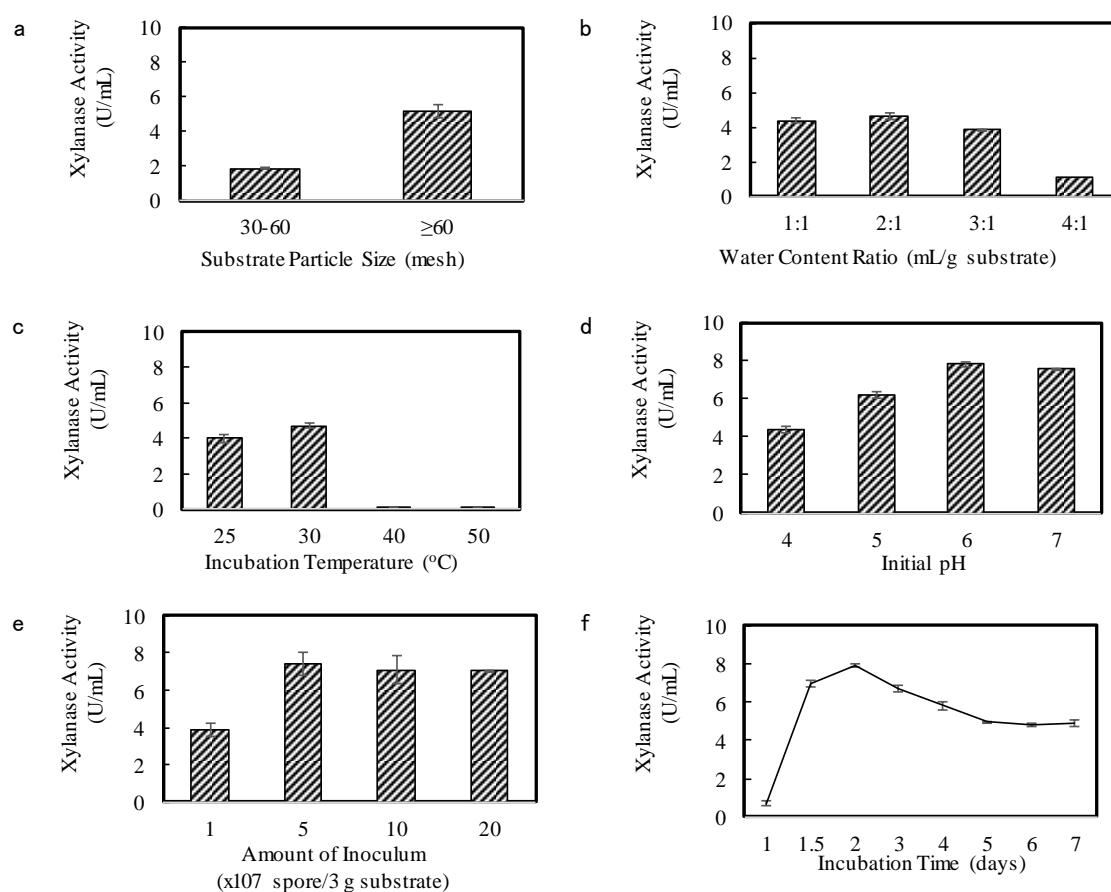 a
Xylanase Activity
(U/mL)
10
8
6
4
2
0
30-60 ≥60
Substrate Particle Size (mesh)
b
Xylanase Activity
(U/mL)
10
8
6
4
2
0
1:1 2:1 3:1 4:1
Water Content Ratio (mL/g substrate)
c
Xylanase Activity
(U/mL)
10
8
6
4
2
0
25 30 40 50
Incubation Temperature (°C)
d
Xylanase Activity
(U/mL)
10
8
6
4
2
0
4 5 6 7
Initial pH
e
Xylanase Activity
(U/mL)
10
8
6
4
2
0
1 5 10 20
Amount of Inoculum
(x107 spore/3 g substrate)
f
Xylanase Activity
(U/mL)
10
8
6
4
2
0
1 1.5 2 3 4 5 6 7
Incubation Time (days)